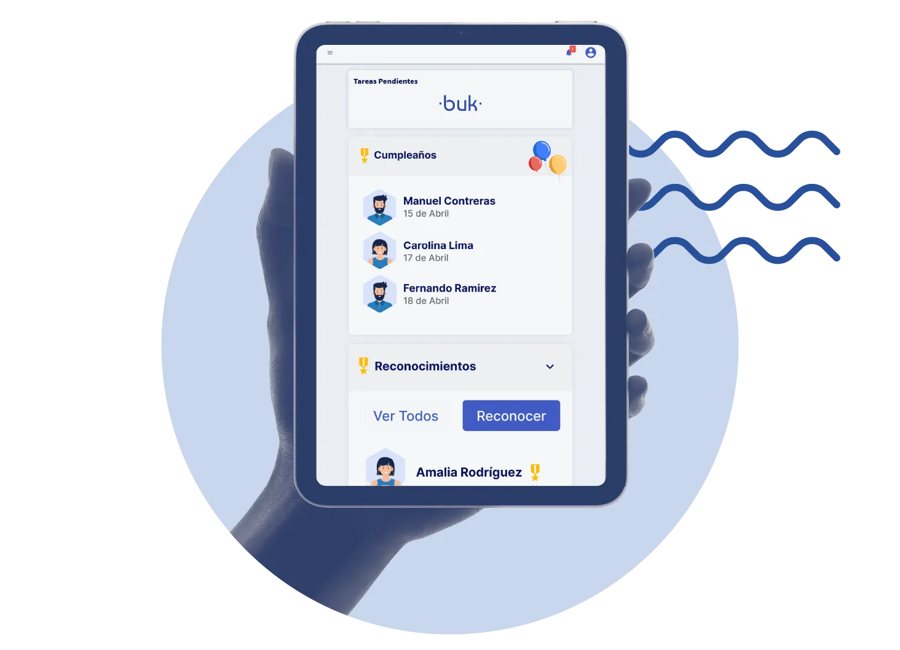 Tareas Pendientes
·buk·
Cumpleaños
Manuel Contreras
15 de Abril
Carolina Lima
17 de Abril
Fernando Ramirez
18 de Abril
Reconocimientos
Ver Todos
Reconocer
Amalia Rodríguez